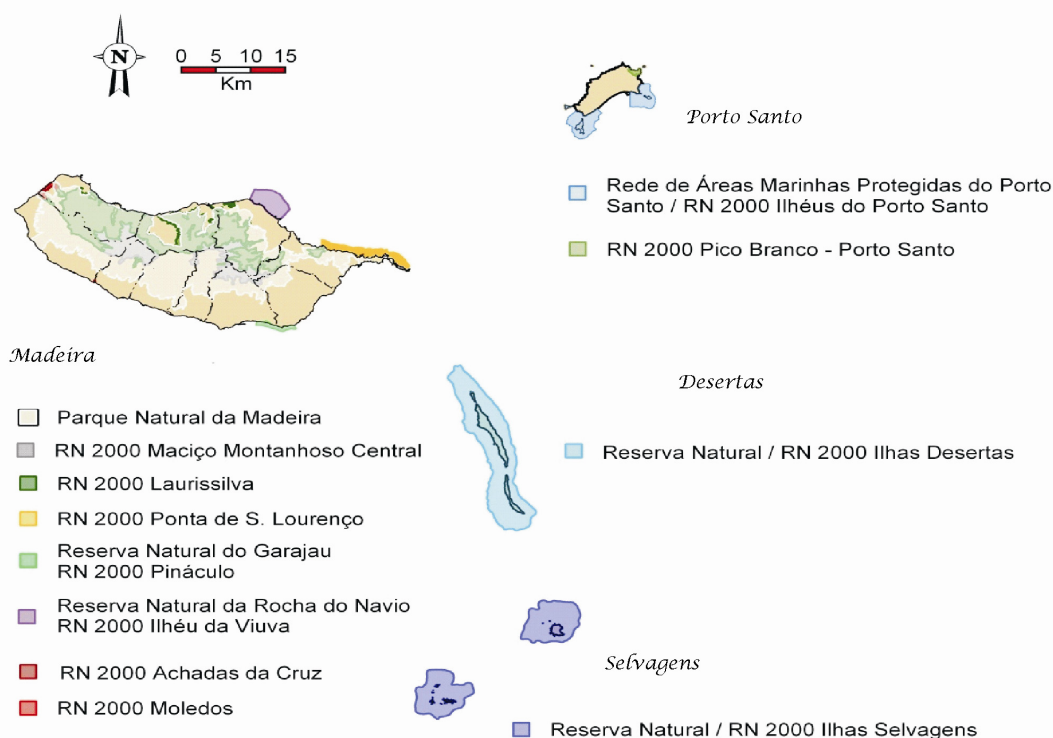 N
0 5 10 15
Km
Porto Santo
Rede de Áreas Marinhas Protegidas do Porto
Santo / RN 2000 Ilhéus do Porto Santo
RN 2000 Pico Branco - Porto Santo
Madeira
Parque Natural da Madeira
RN 2000 Maciço Montanhoso Central
RN 2000 Laurissilva
RN 2000 Ponta de S. Lourenço
Reserva Natural do Garajau
RN 2000 Pináculo
Reserva Natural da Rocha do Navio
RN 2000 Ilhéu da Viuva
RN 2000 Achadas da Cruz
RN 2000 Moledos
Desertas
Reserva Natural / RN 2000 Ilhas Desertas
Selvagens
Reserva Natural / RN 2000 Ilhas Selvagens